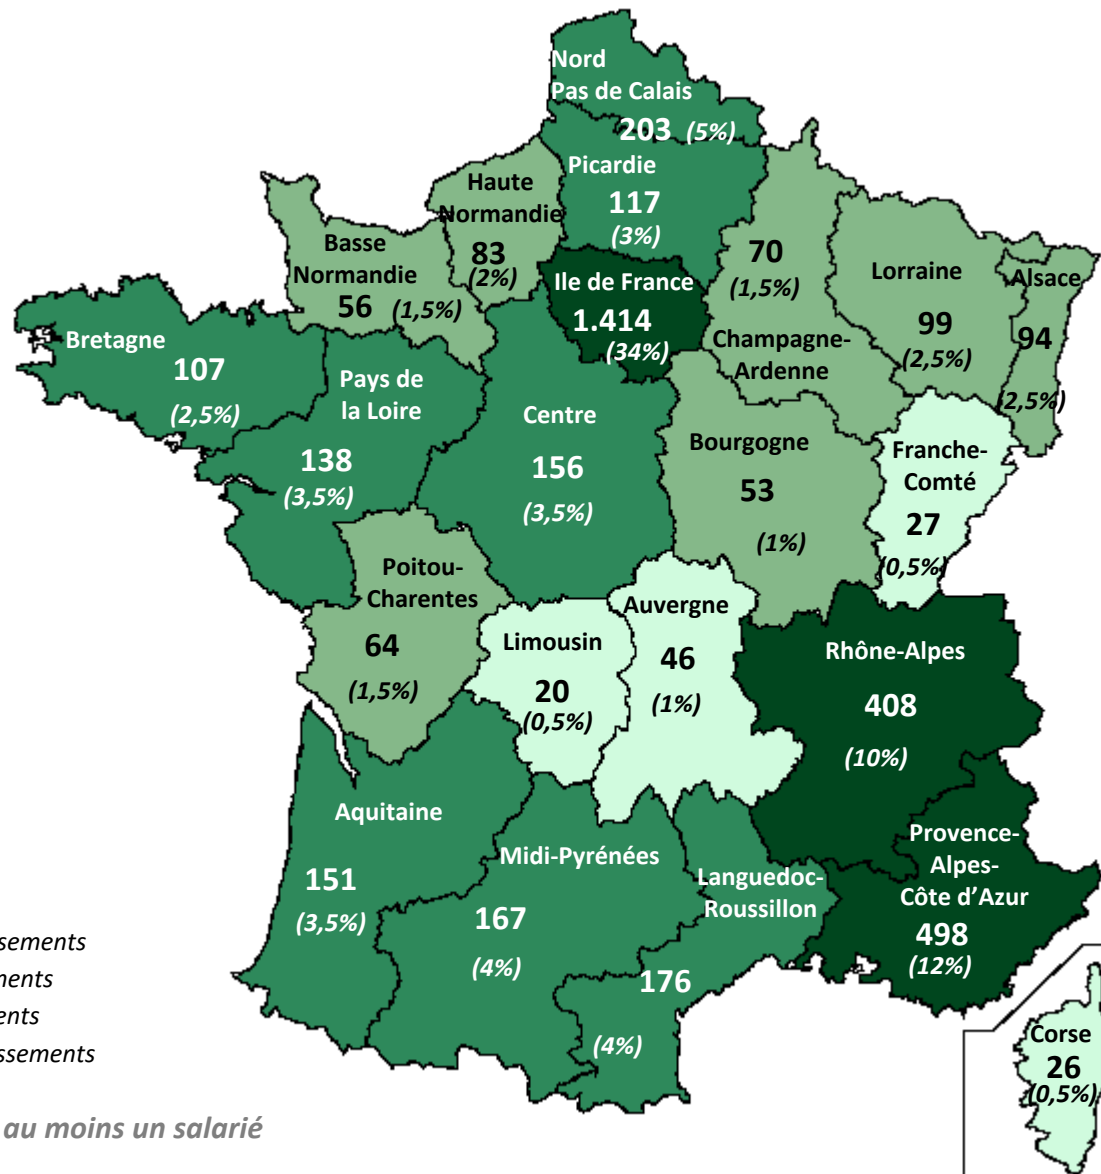 Nord
Pas de Calais
203 (5%)
Picardie
117
(3%)
Haute
Normandie
83
(2%)
Basse
Normandie
56 (1,5%)
Ile de France
1.414
(34%)
70
(1,5%)
Champagne-
Ardenne
Lorraine
99
(2,5%)
Alsace
94
(2,5%)
Bretagne
107
(2,5%)
Pays de
la Loire
138
(3,5%)
Centre
156
(3,5%)
Bourgogne
53
(1%)
Franche-
Comté
27
(0,5%)
Poitou-
Charentes
64
(1,5%)
Limousin
20
(0,5%)
Auvergne
46
(1%)
Rhône-Alpes
408
(10%)
Aquitaine
151
(3,5%)
Midi-Pyrénées
167
(4%)
Languedoc-
Roussillon
176
(4%)
Provence-
Alpes-
Côte d’Azur
498
(12%)
Corse
26
(0,5%)
sements
ments
ents
ssements
au moins un salarié